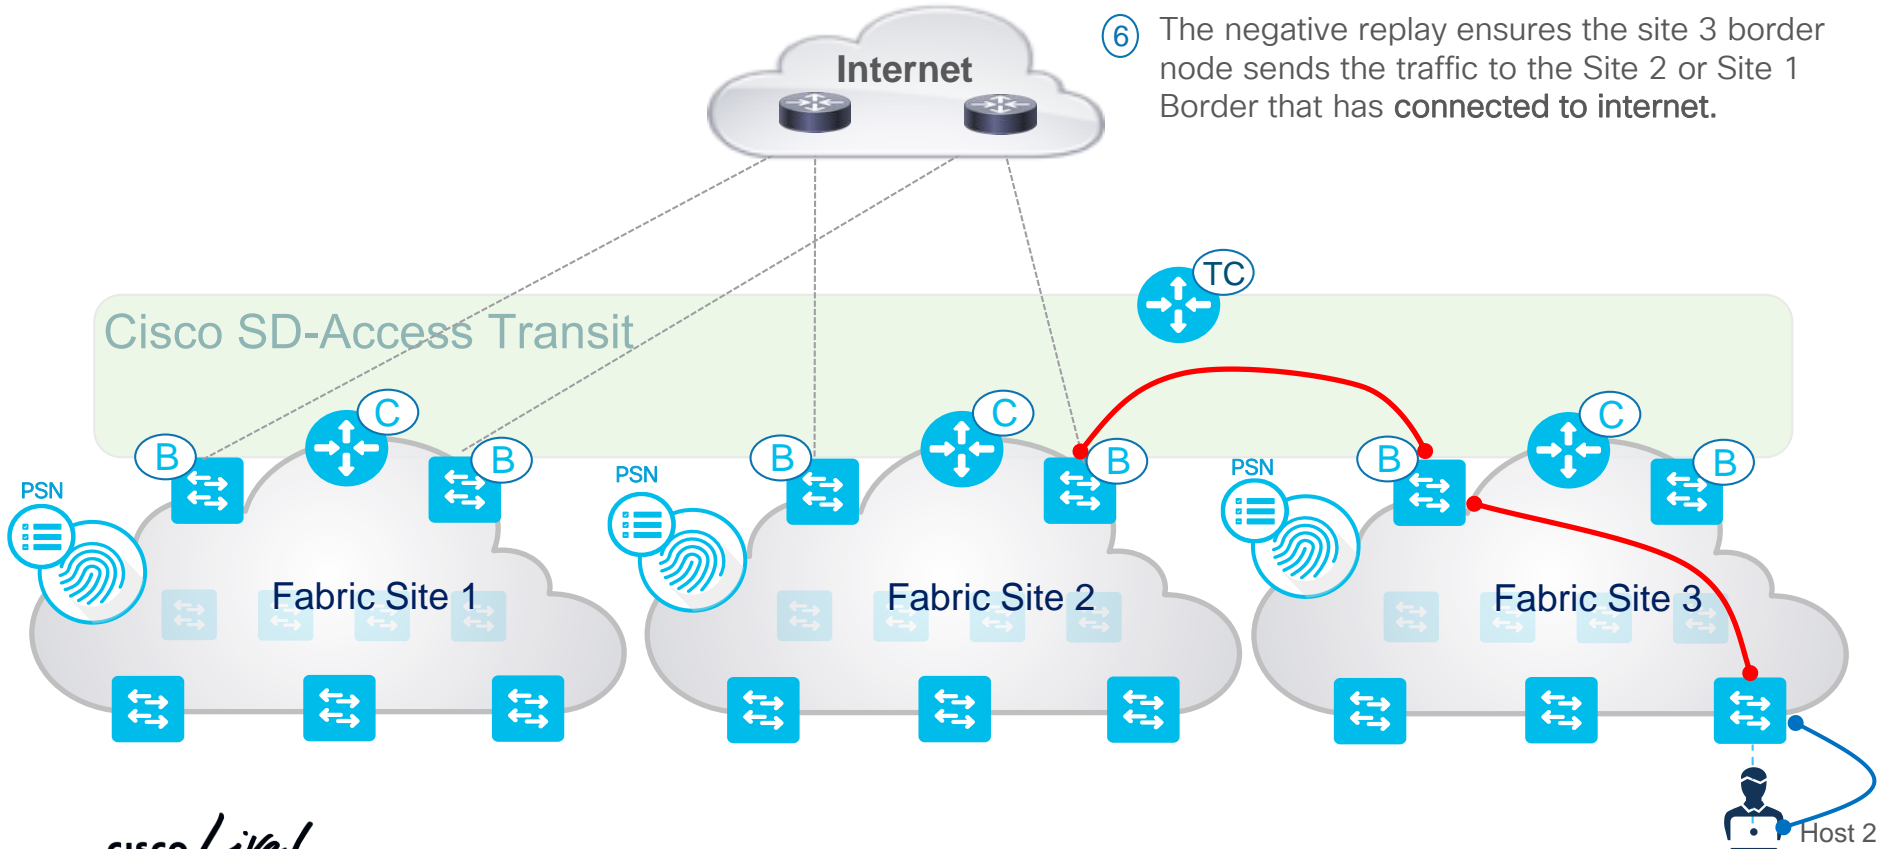 Internet
6
The negative replay ensures the site 3 border
node sends the traffic to the Site 2 or Site 1
Border that has connected to internet.
TC
Cisco SD-Access Transit
C
C
C
B
B
B
B
B
B
PSN
PSN
PSN
Fabric Site 1
Fabric Site 2
Fabric Site 3
Host 2
CISCO Live!